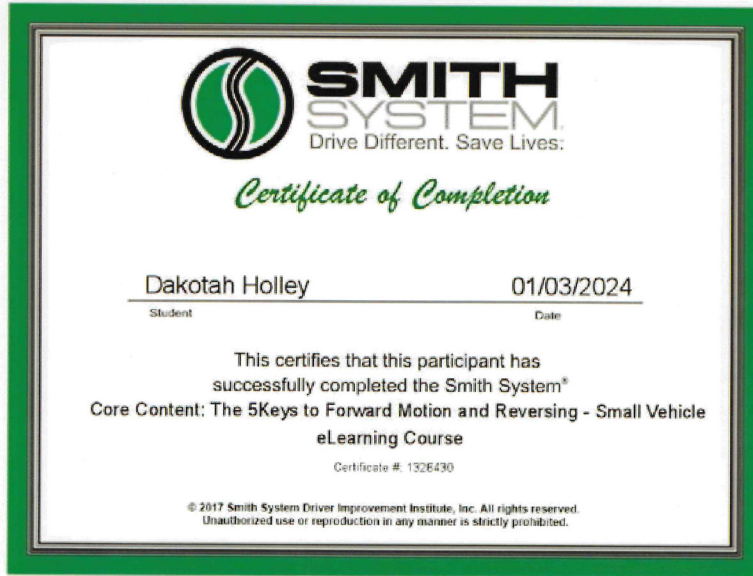 SMITH
SYSTEM.
Drive Different. Save Lives.
Certificate of Completion
Dakotah Holley 01/03/2024
Student Date
This certifies that this participant has
successfully completed the Smith System®
Core Content: The 5Keys to Forward Motion and Reversing - Small Vehicle
eLearning Course
Certificate #: 1326430
© 2017 Smith System Driver Improvement Institute, Inc. All rights reserved.
Unauthorized use or reproduction in any manner is strictly prohibited.